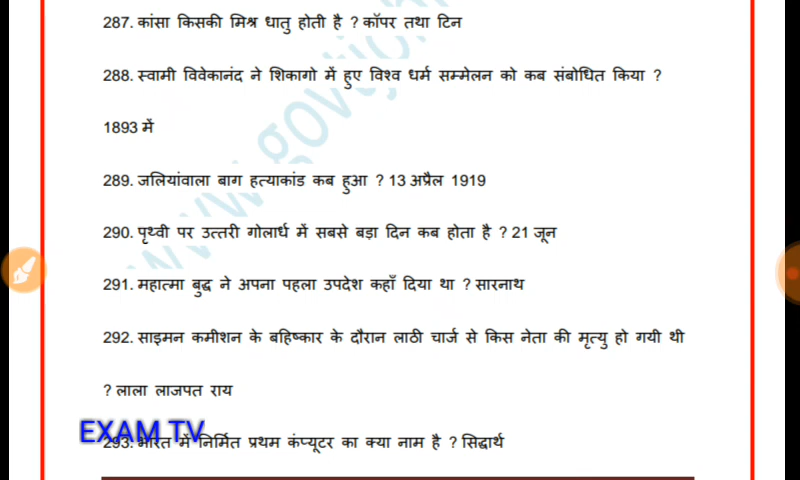 287. कांसा किसकी मिश्र धातु होती है ? कॉपर तथा टिन
288. स्वामी विवेकानंद ने शिकागो में हुए विश्व धर्म सम्मेलन को कब संबोधित किया ?
1893 में
289. जलियांवाला बाग हत्याकांड कब हुआ ? 13 अप्रैल 1919
290. पृथ्वी पर उत्तरी गोलार्ध में सबसे बड़ा दिन कब होता है ? 21 जून
291. महात्मा बुद्ध ने अपना पहला उपदेश कहाँ दिया था ? सारनाथ
292. साइमन कमीशन के बहिष्कार के दौरान लाठी चार्ज से किस नेता की मृत्यु हो गयी थी
? लाला लाजपत राय
EXAM TV
293. भारत में निर्मित प्रथम कंप्यूटर का क्या नाम है ? सिद्धार्थ